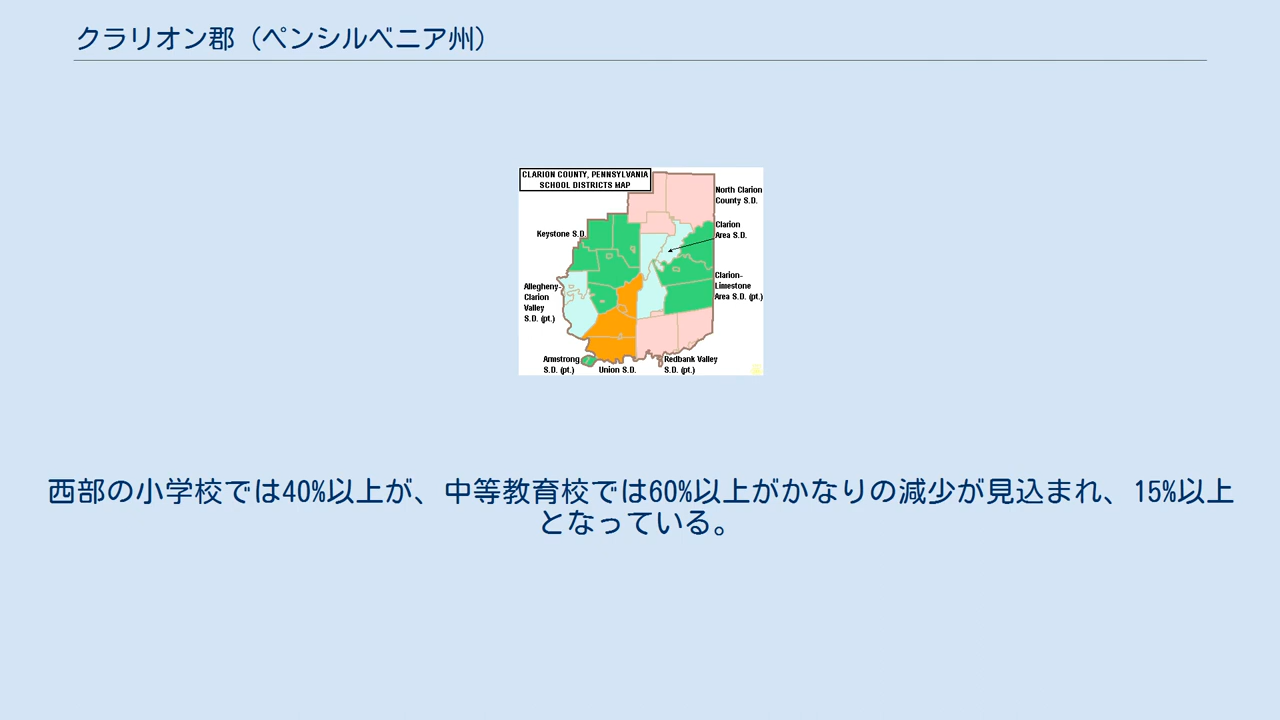 クラリオン郡（ペンシルベニア州）
CLARION COUNTY, PENNSYLVANIA
SCHOOL DISTRICTS MAP
North Clarion
County S.D.
Clarion
Area S.D.
Keystone S.D.
Clarion-
Limestone
Area S.D. (pt.)
Allegheny-
Clarion
Valley
S.D. (pt.)
Armstrong
S.D. (pt.)
Union S.D.
Redbank Valley
S.D. (pt.)
西部の小学校では40%以上が、中等教育校では60%以上がかなりの減少が見込まれ、15%以上
となっている。